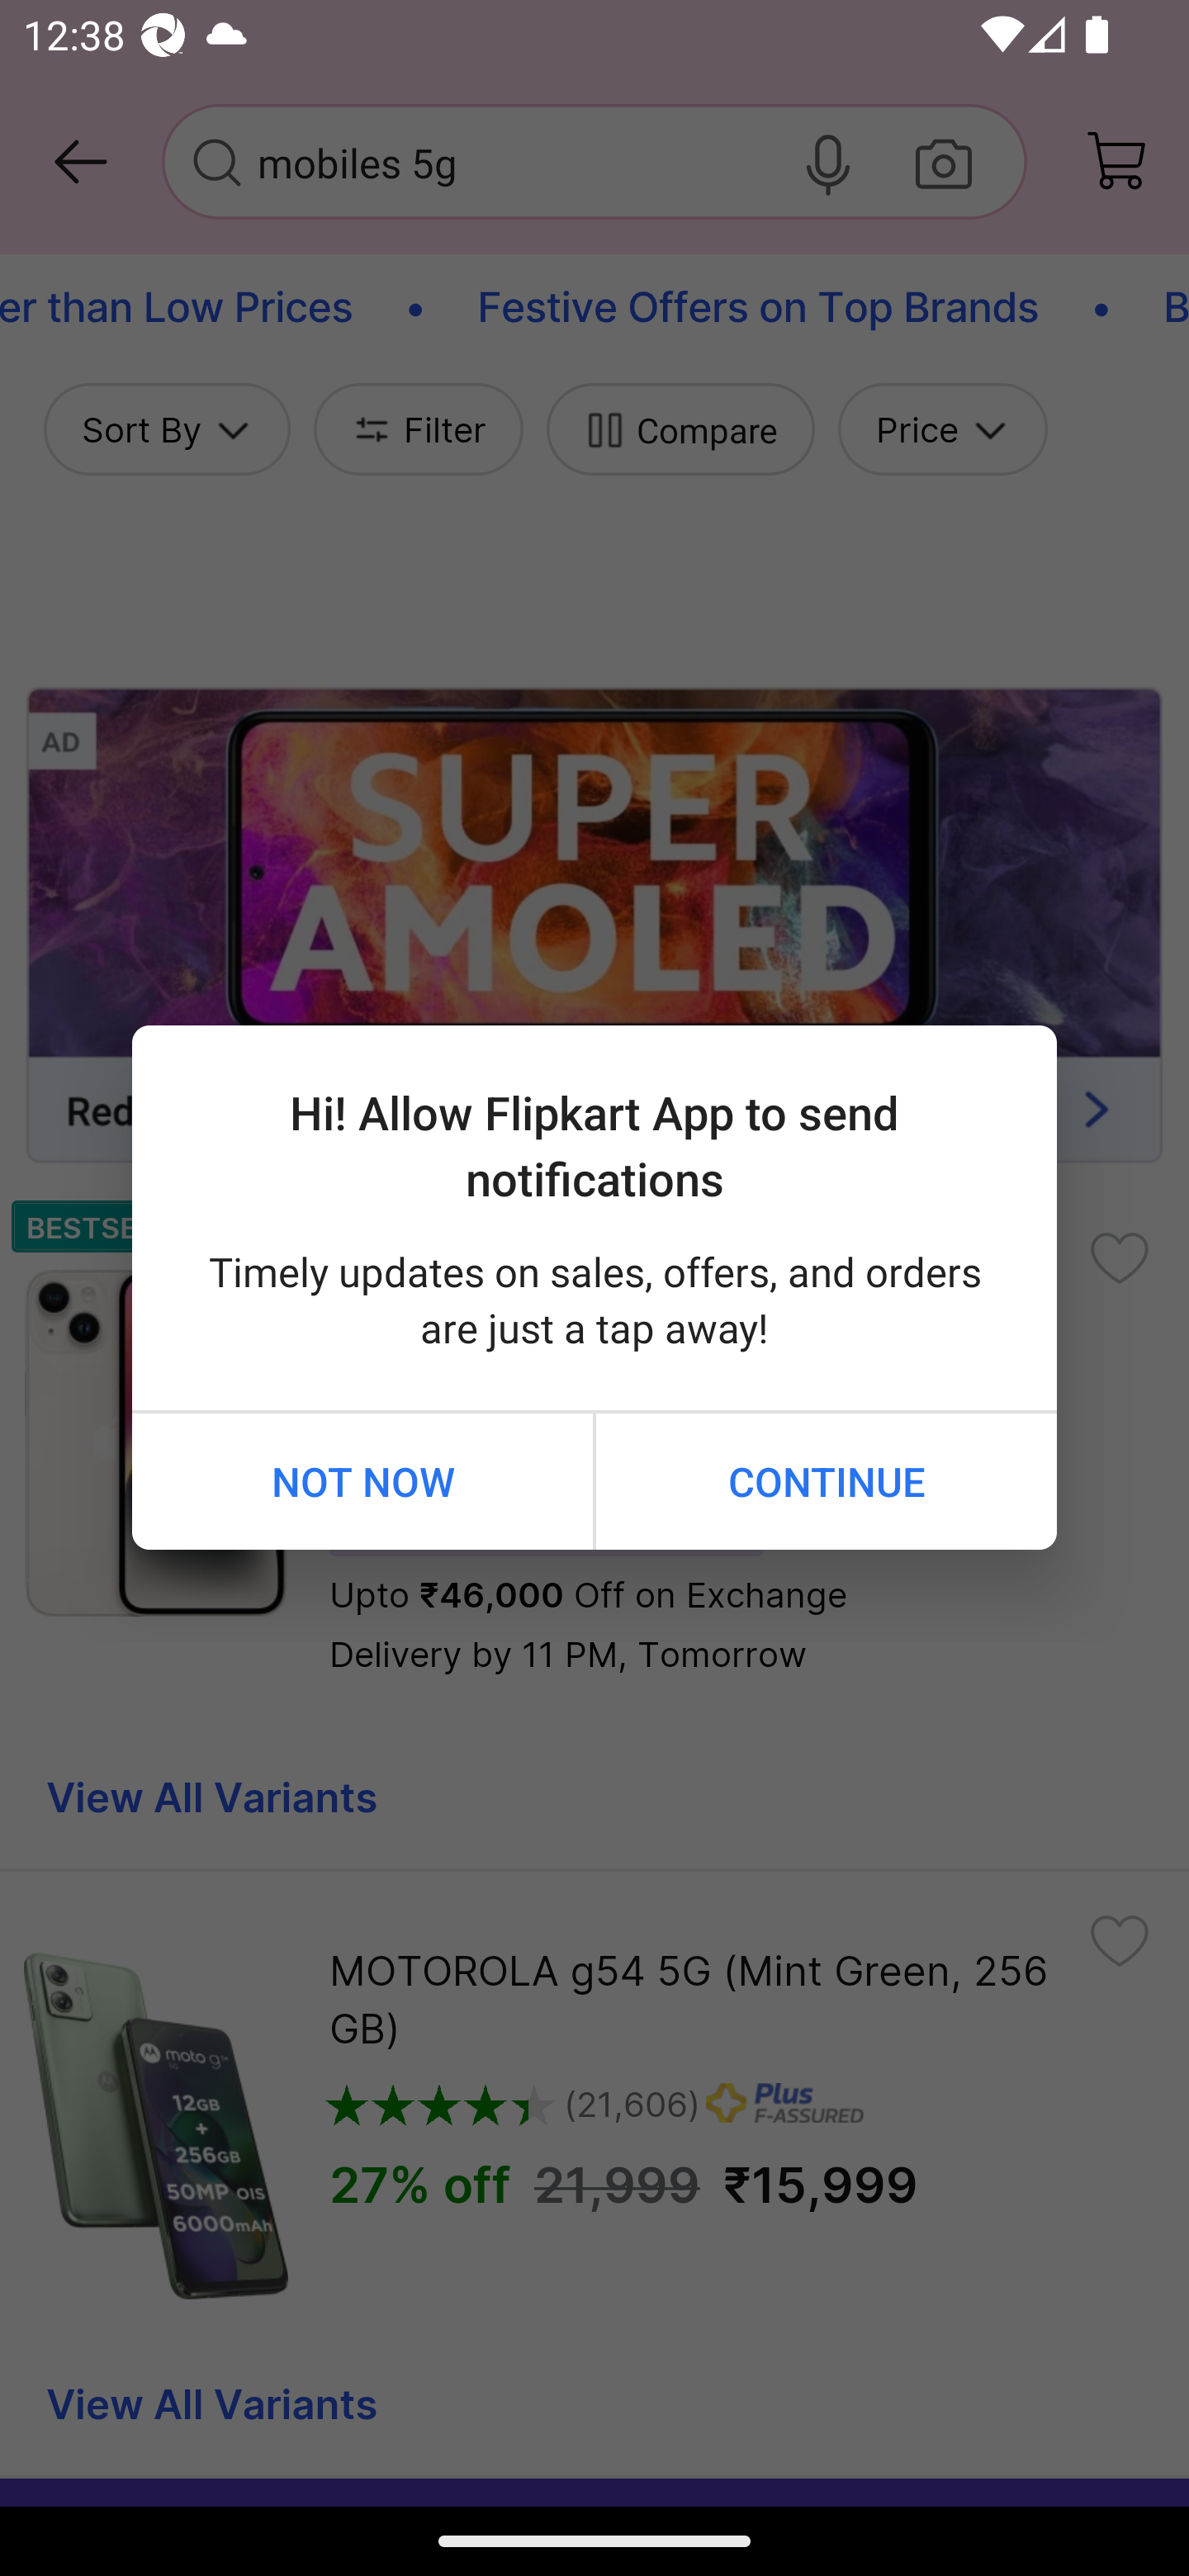 12:38
mobiles 5g
er than Low Prices • Festive Offers on Top Brands • B
Sort By
Filter
Compare
Price
AD
SUPER
AMOLED
Red
Hi! Allow Flipkart App to send
notifications
Timely updates on sales, offers, and orders
are just a tap away!
NOT NOW
CONTINUE
BESTSE
Upto ₹46,000 Off on Exchange
Delivery by 11 PM, Tomorrow
View All Variants
MOTOROLA g54 5G (Mint Green, 256
GB)
(21,606)
Plus
F-ASSURED
27% off 21,999 ₹15,999
moto g54
5G
12GB
+
256GB
50MP OIS
6000mAh
View All Variants